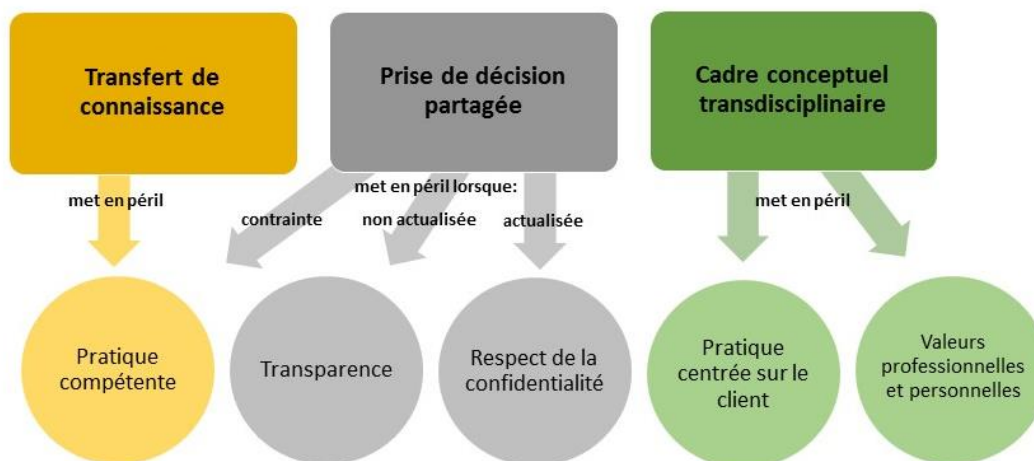 Transfert de
connaissance
Prise de décision
partagée
Cadre conceptuel
transdisciplinaire
met en péril
met en péril lorsque:
contrainte
non actualisée
actualisée
met en péril
Pratique
compétente
Transparence
Respect de la
confidentialité
Pratique
centrée sur le
client
Valeurs
professionnelles
et personnelles